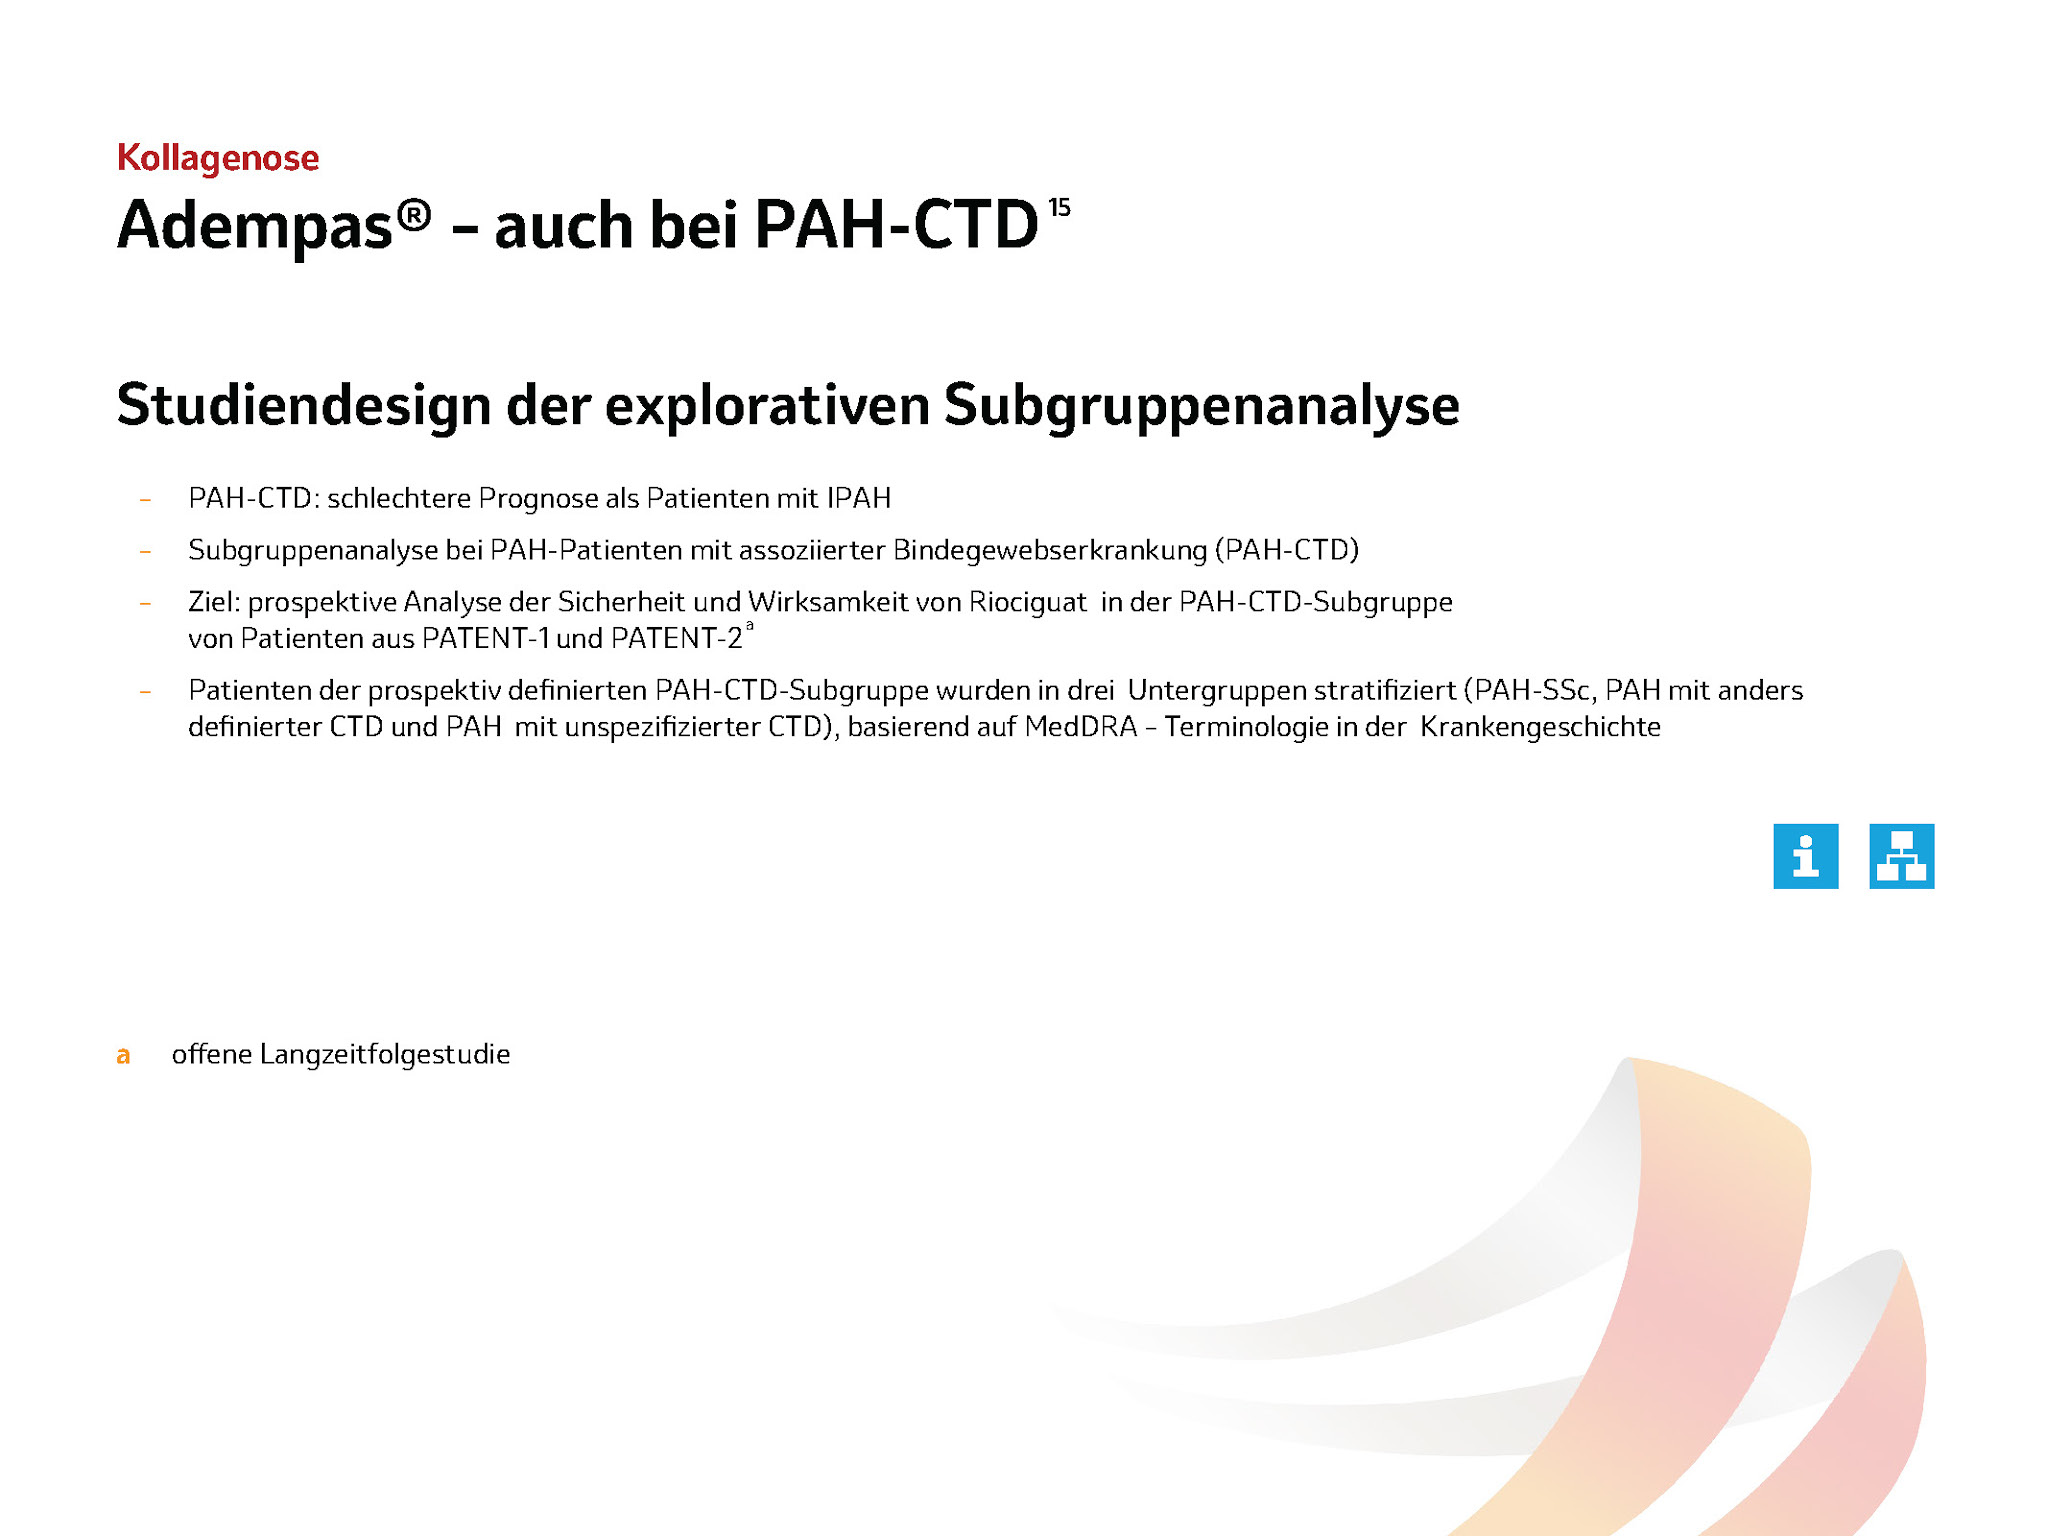 Kollagenose
Adempas® – auch bei PAH-CTD 15
Studiendesign der explorativen Subgruppenanalyse
– PAH-CTD: schlechtere Prognose als Patienten mit IPAH
– Subgruppenanalyse bei PAH-Patienten mit assoziierter Bindegewebserkrankung (PAH-CTD)
– Ziel: prospektive Analyse der Sicherheit und Wirksamkeit von Riociguat in der PAH-CTD-Subgruppe
von Patienten aus PATENT-1 und PATENT-2 a
– Patienten der prospektiv definierten PAH-CTD-Subgruppe wurden in drei Untergruppen stratifiziert (PAH-SSc, PAH mit anders
definierter CTD und PAH mit unspezifizierter CTD), basierend auf MedDRA – Terminologie in der Krankengeschichte
a offene Langzeitfolgestudie